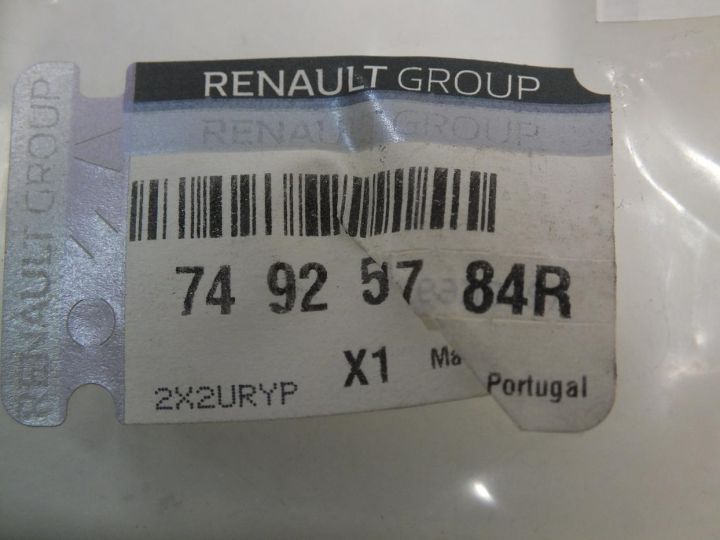 RENAULT GROUP
RENAULT GROUP
RENAULT GROUP
74 92 57 84R
X1
Ma
Portugal
2X2URYP